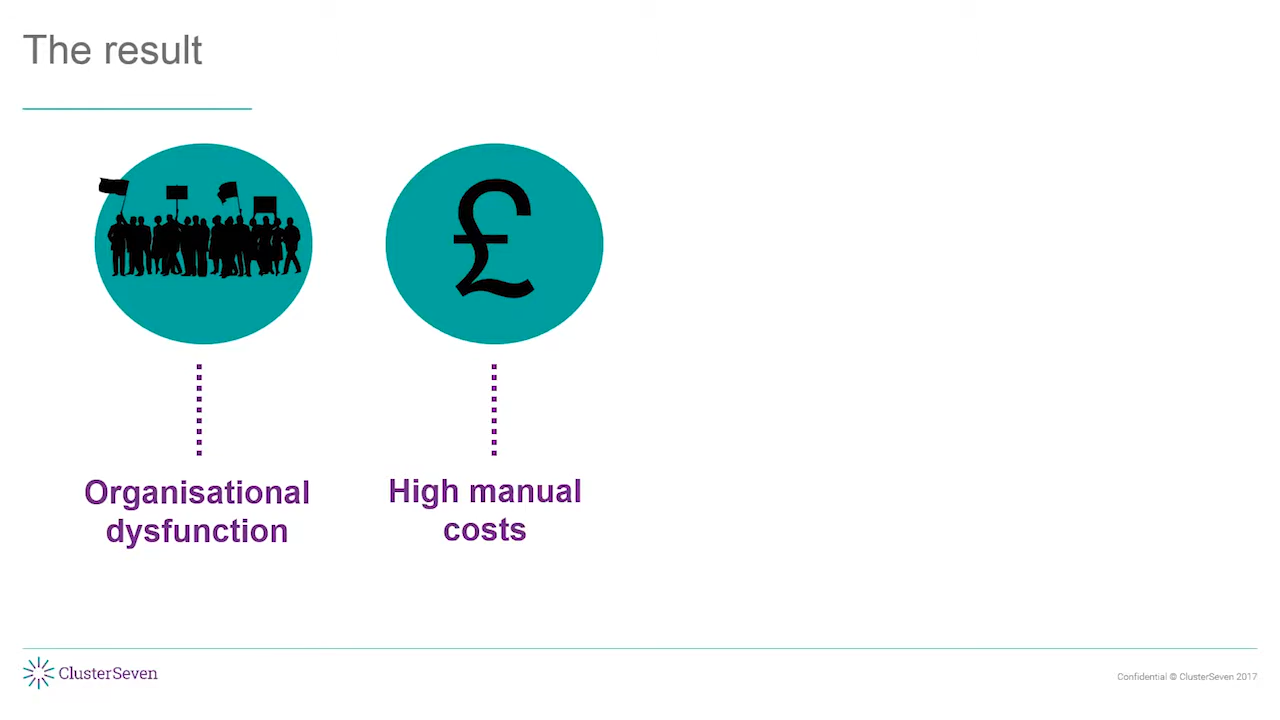 The result
£
Organisational
dysfunction
High manual
costs
ClusterSeven
Confidential © ClusterSeven 2017